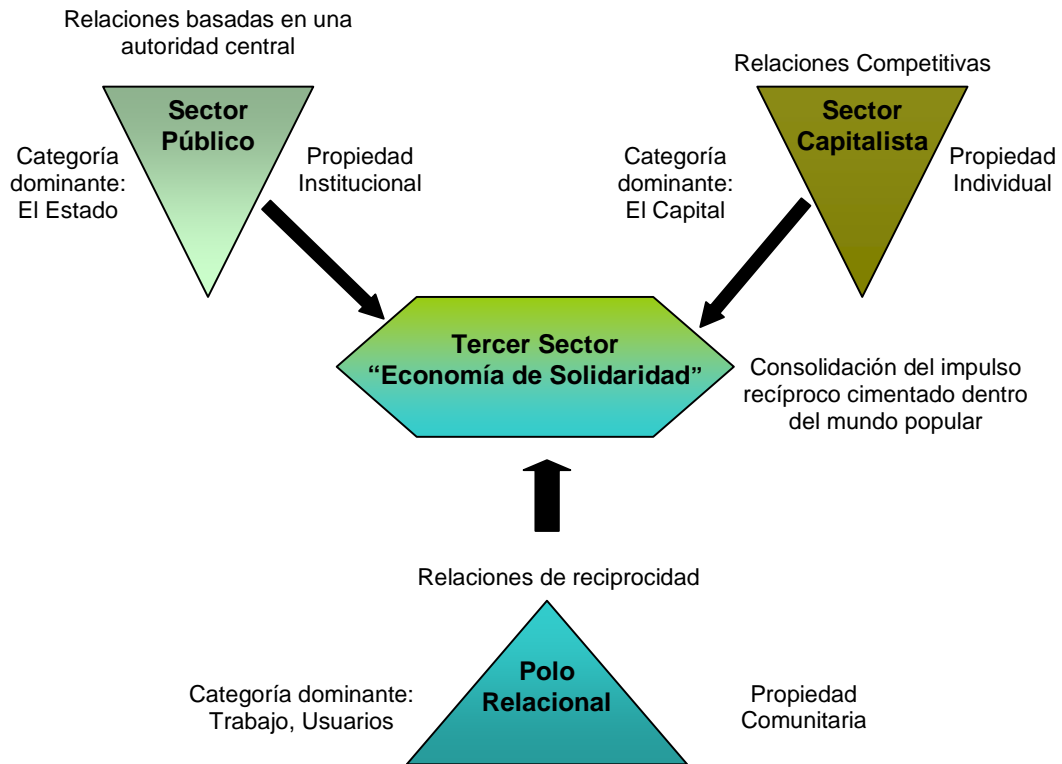 Relaciones basadas en una
autoridad central
Sector
Público
Categoría
dominante:
El Estado
Propiedad
Institucional
Relaciones Competitivas
Sector
Capitalista
Categoría
dominante:
El Capital
Propiedad
Individual
Tercer Sector
“Economía de Solidaridad”
Consolidación del impulso
recíproco cimentado dentro
del mundo popular
Relaciones de reciprocidad
Polo
Relacional
Categoría dominante:
Trabajo, Usuarios
Propiedad
Comunitaria